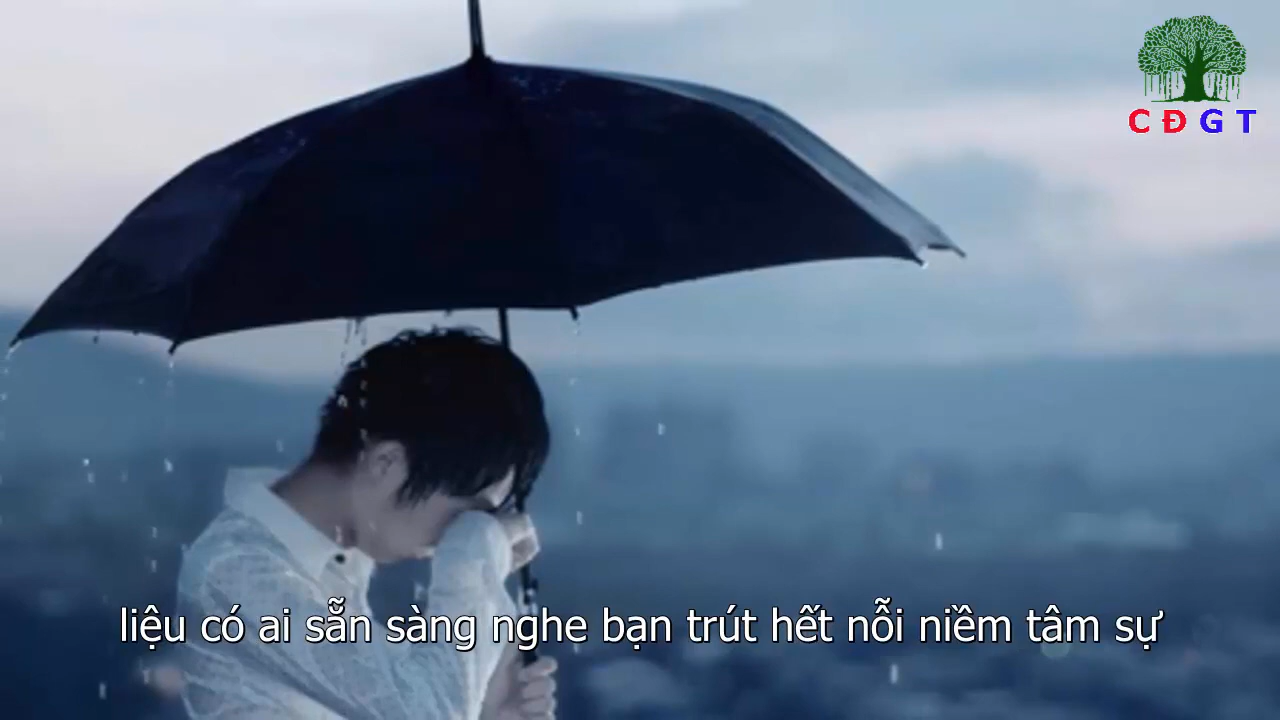 C Đ G T
liệu có ai sẵn sàng nghe bạn trút hết nỗi niềm tâm sự